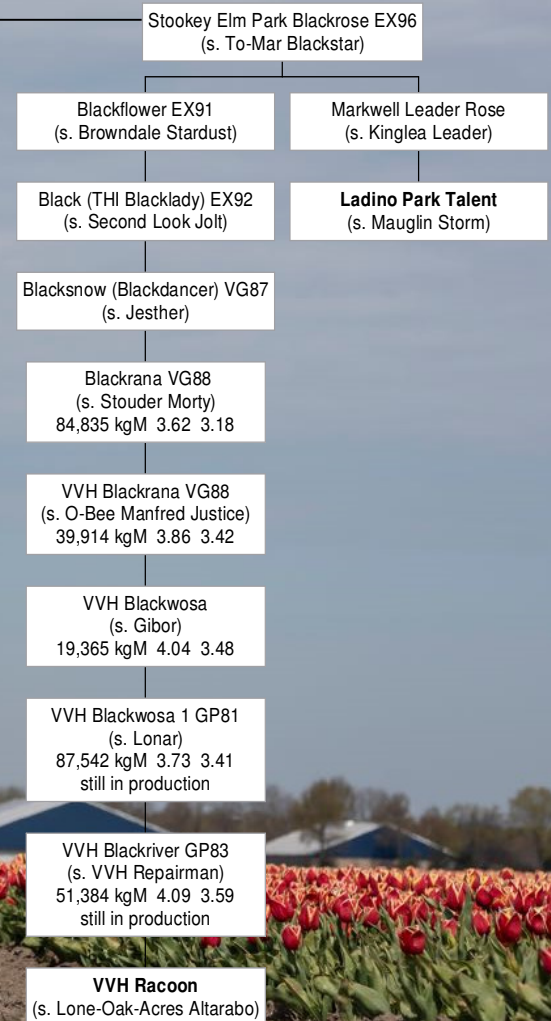 Stookey Elm Park Blackrose EX96
(s. To-Mar Blackstar)
Blackflower EX91
(s. Browndale Stardust)
Markwell Leader Rose
(s. Kinglea Leader)
Black (THI Blacklady) EX92
(s. Second Look Jolt)
Ladino Park Talent
(s. Mauglin Storm)
Blacksnow (Blackdancer) VG87
(s. Jesther)
Blackrana VG88
(s. Stouder Morty)
84,835 kgM 3.62 3.18
VVH Blackrana VG88
(s. O-Bee Manfred Justice)
39,914 kgM 3.86 3.42
VVH Blackwosa
(s. Gibor)
19,365 kgM 4.04 3.48
VVH Blackwosa 1 GP81
(s. Lonar)
87,542 kgM 3.73 3.41
still in production
VVH Blackriver GP83
(s. VVH Repairman)
51,384 kgM 4.09 3.59
still in production
VVH Racoon
(s. Lone-Oak-Acres Altarabo)